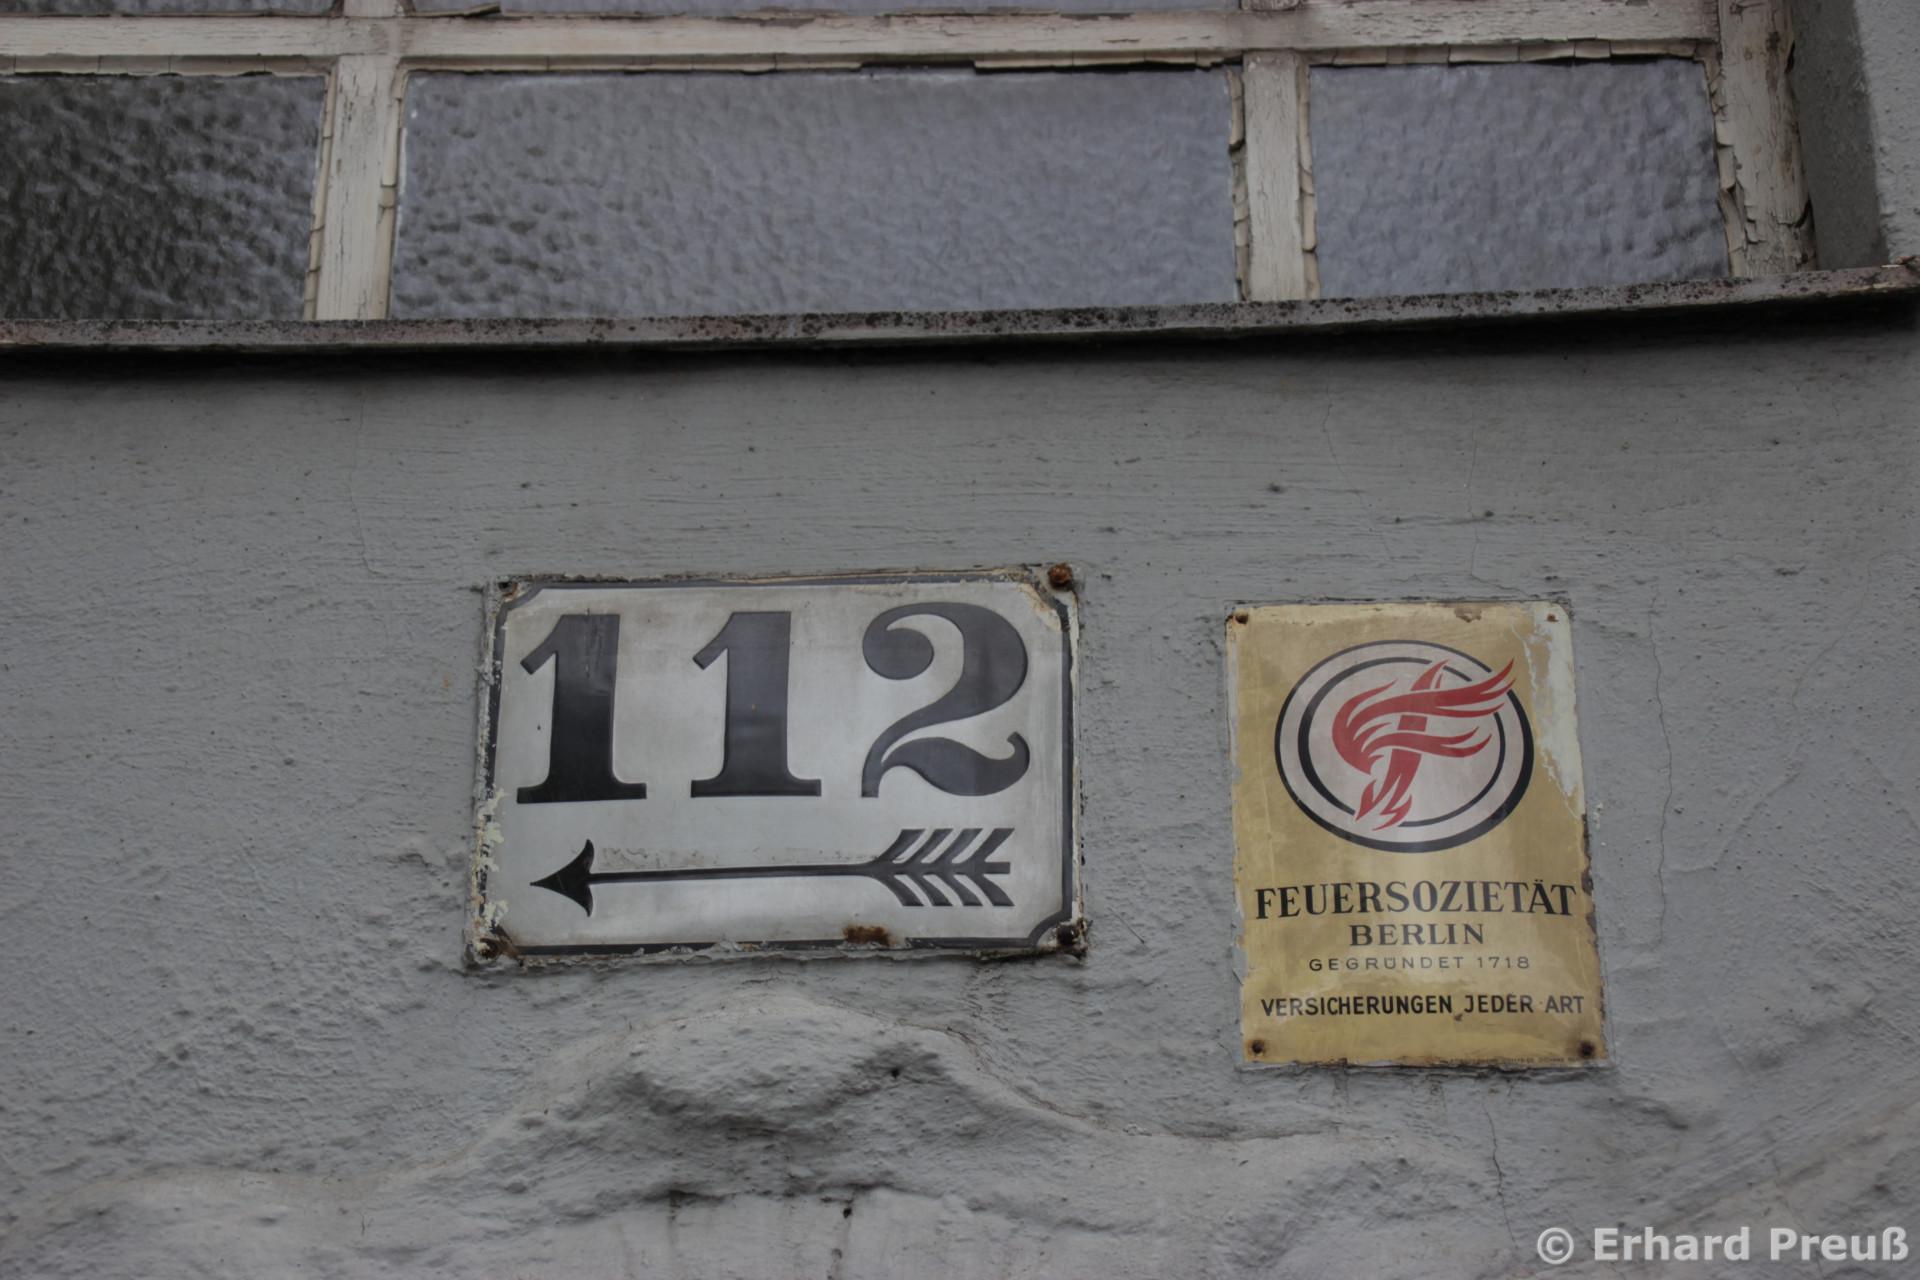 112
FEUERSOZIETÄT
BERLIN
GEGRÜNDET 1718
VERSICHERUNGEN JEDER ART
© Erhard Preuß